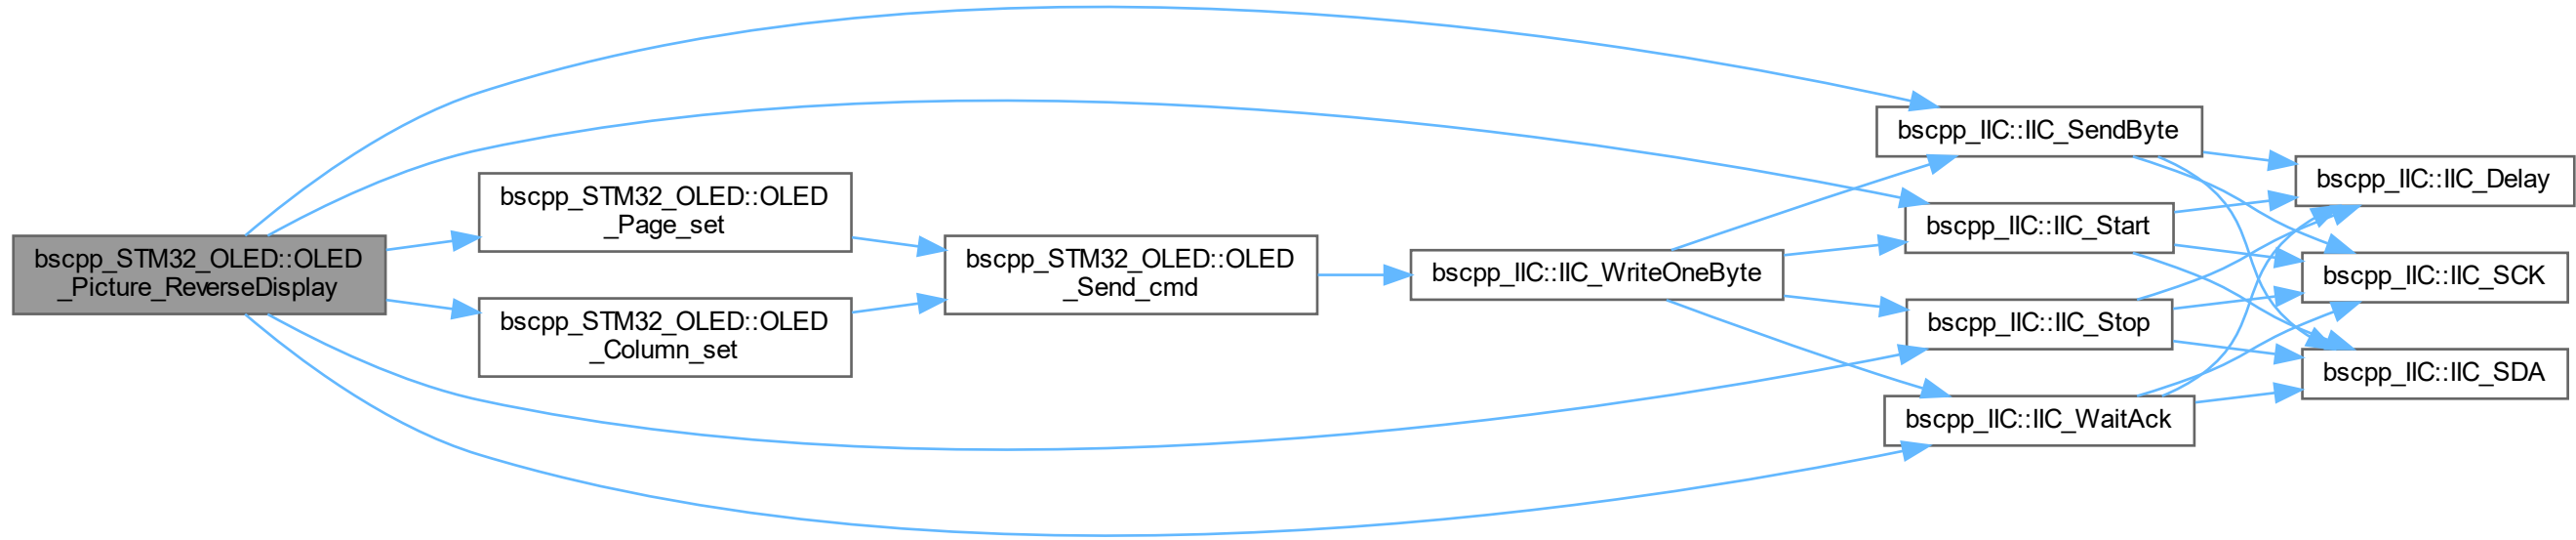 bscpp_STM32_OLED::OLED
_Picture_ReverseDisplay
bscpp_STM32_OLED::OLED
_Page_set
bscpp_STM32_OLED::OLED
_Column_set
bscpp_STM32_OLED::OLED
_Send_cmd
bscpp_IIC::IIC_WriteOneByte
bscpp_IIC::IIC_SendByte
bscpp_IIC::IIC_Start
bscpp_IIC::IIC_Stop
bscpp_IIC::IIC_WaitAck
bscpp_IIC::IIC_Delay
bscpp_IIC::IIC_SCK
bscpp_IIC::IIC_SDA